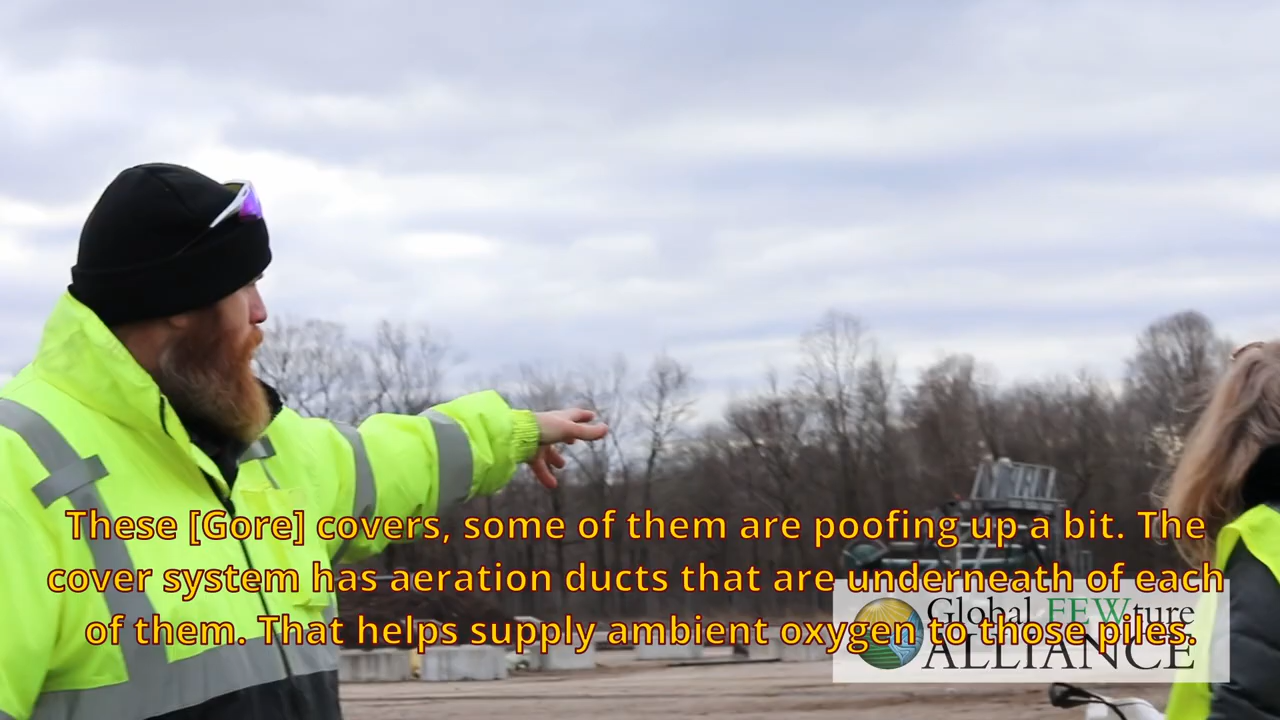 These [Gore] covers, some of them are poofing up a bit. The
cover system has aeration ducts that are underneath of each
of them. That helps supply ambient oxygen to those piles.
Global FEWture
ALLIANCE